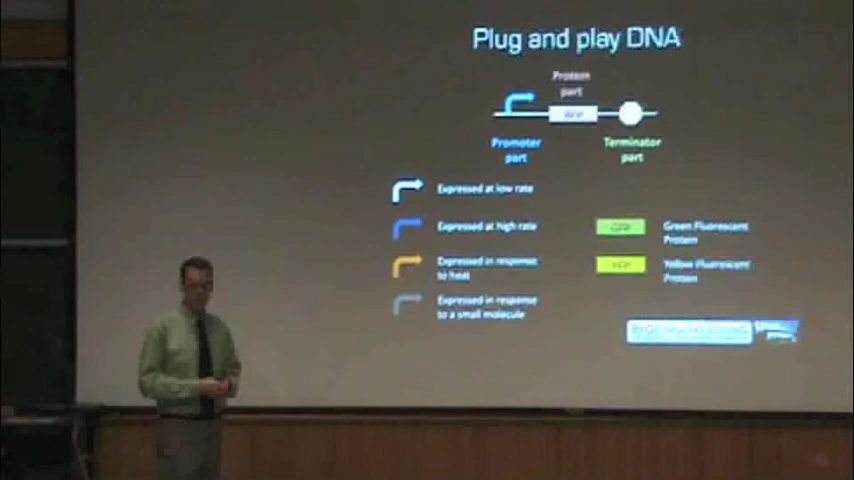 Plug and play DNA
Protein
part
Promoter
part
Terminator
part
Expressed at low rate
Expressed at high rate
Expressed in response
to heat
Expressed in response
to a small molecule
GFP
Green Fluorescent
Protein
YFP
Yellow Fluorescent
Protein